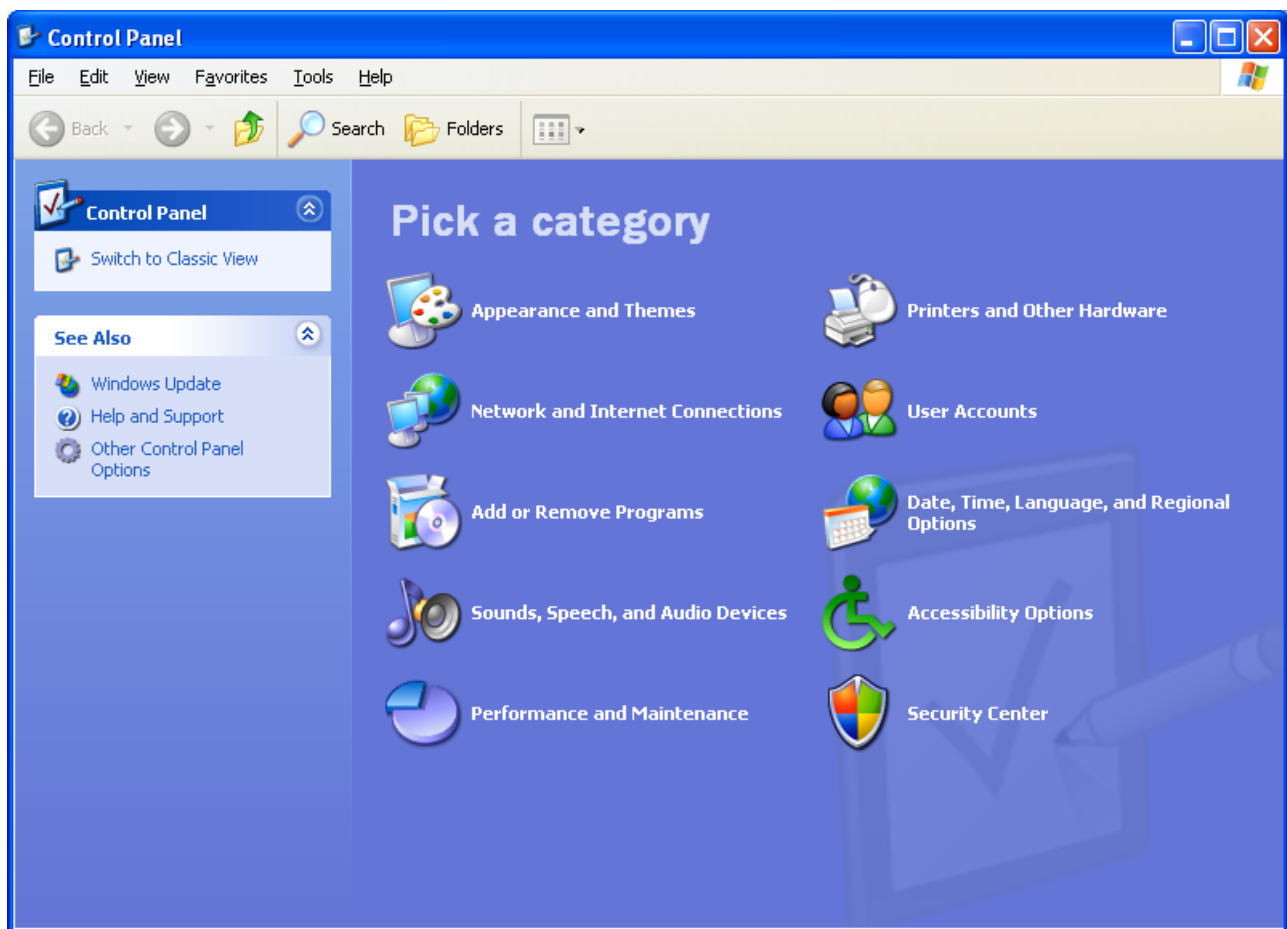 Control Panel
File Edit View Favorites Tools Help
Back Search Folders
Control Panel
Switch to Classic View
See Also
Windows Update
Help and Support
Other Control Panel
Options
Pick a category
Appearance and Themes
Printers and Other Hardware
Network and Internet Connections
User Accounts
Add or Remove Programs
Date, Time, Language, and Regional
Options
Sounds, Speech, and Audio Devices
Accessibility Options
Performance and Maintenance
Security Center